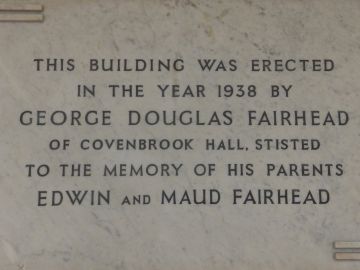 THIS BUILDING WAS ERECTED
IN THE YEAR 1938 BY
GEORGE DOUGLAS FAIRHEAD
OF COVENBROOK HALL, STISTED
TO THE MEMORY OF HIS PARENTS
EDWIN AND MAUD FAIRHEAD